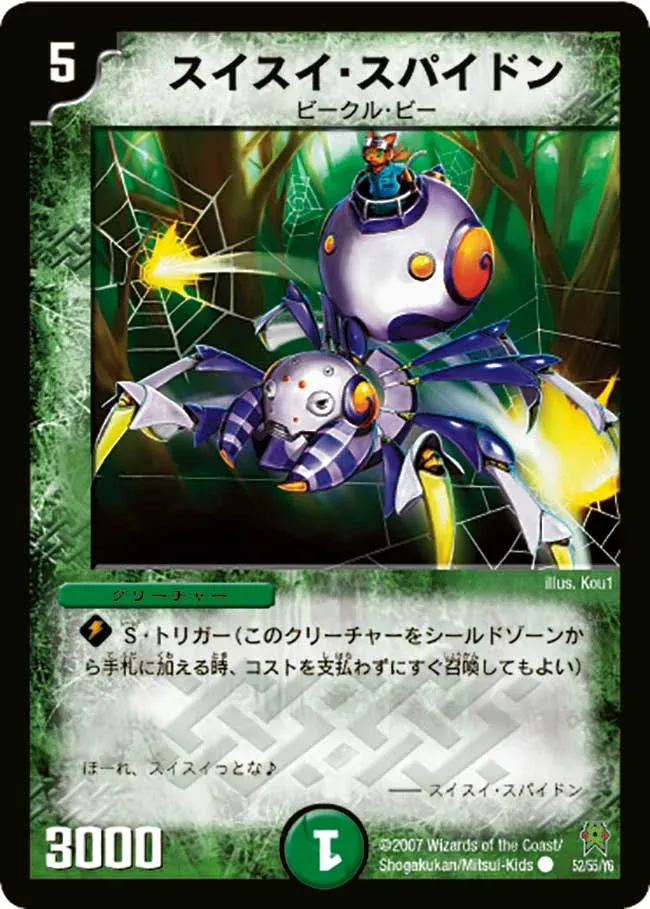 5
スイスイ・スパイドン
ビークル・ビー
illus. Kou1
クリーチャー
S・トリガー(このクリーチャーをシールドゾーンか
ら手札に加える時、コストを支払わずにすぐ召喚してもよい)
ほーれ、スイスイっとな♪
── スイスイ・スパイドン
3000
1
©2007 Wizards of the Coast/
Shogakukan/Mitsui-Kids
52/55/Y6